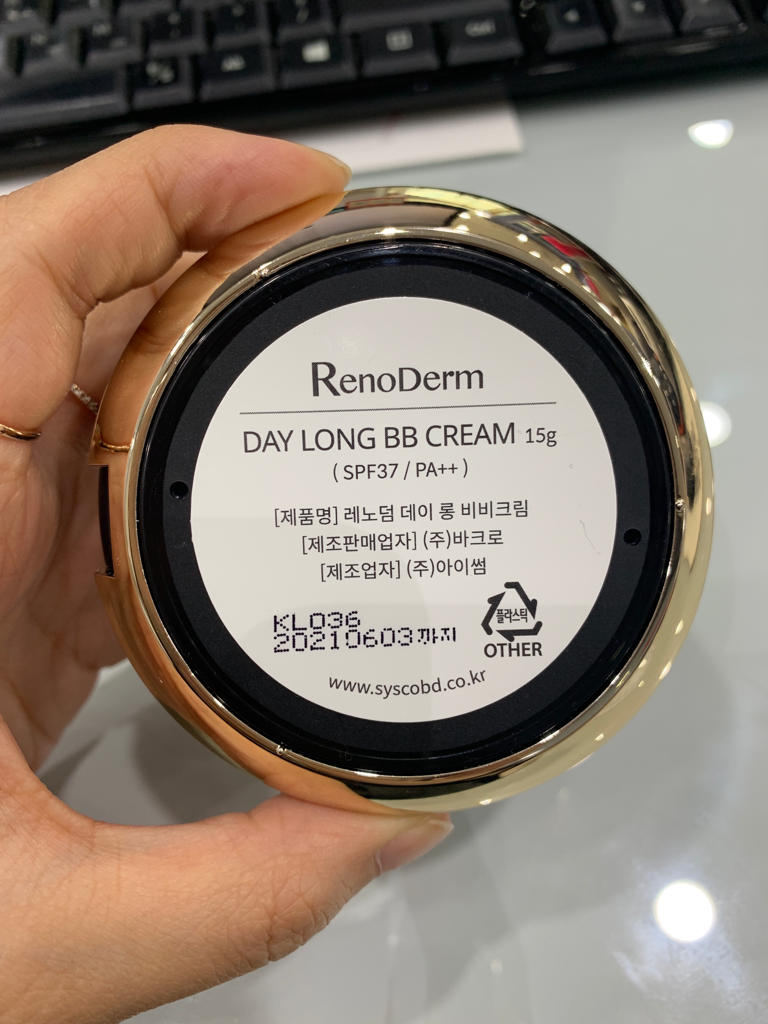 RenoDerm
DAY LONG BB CREAM 15g
( SPF37 / PA++ )
[제품명] 레노덤 데이 롱 비비크림
[제조판매업자] (주)바크로
[제조업자] (주)아이썸
플라스틱
OTHER
KL036
20210603까지
www.syscobd.co.kr